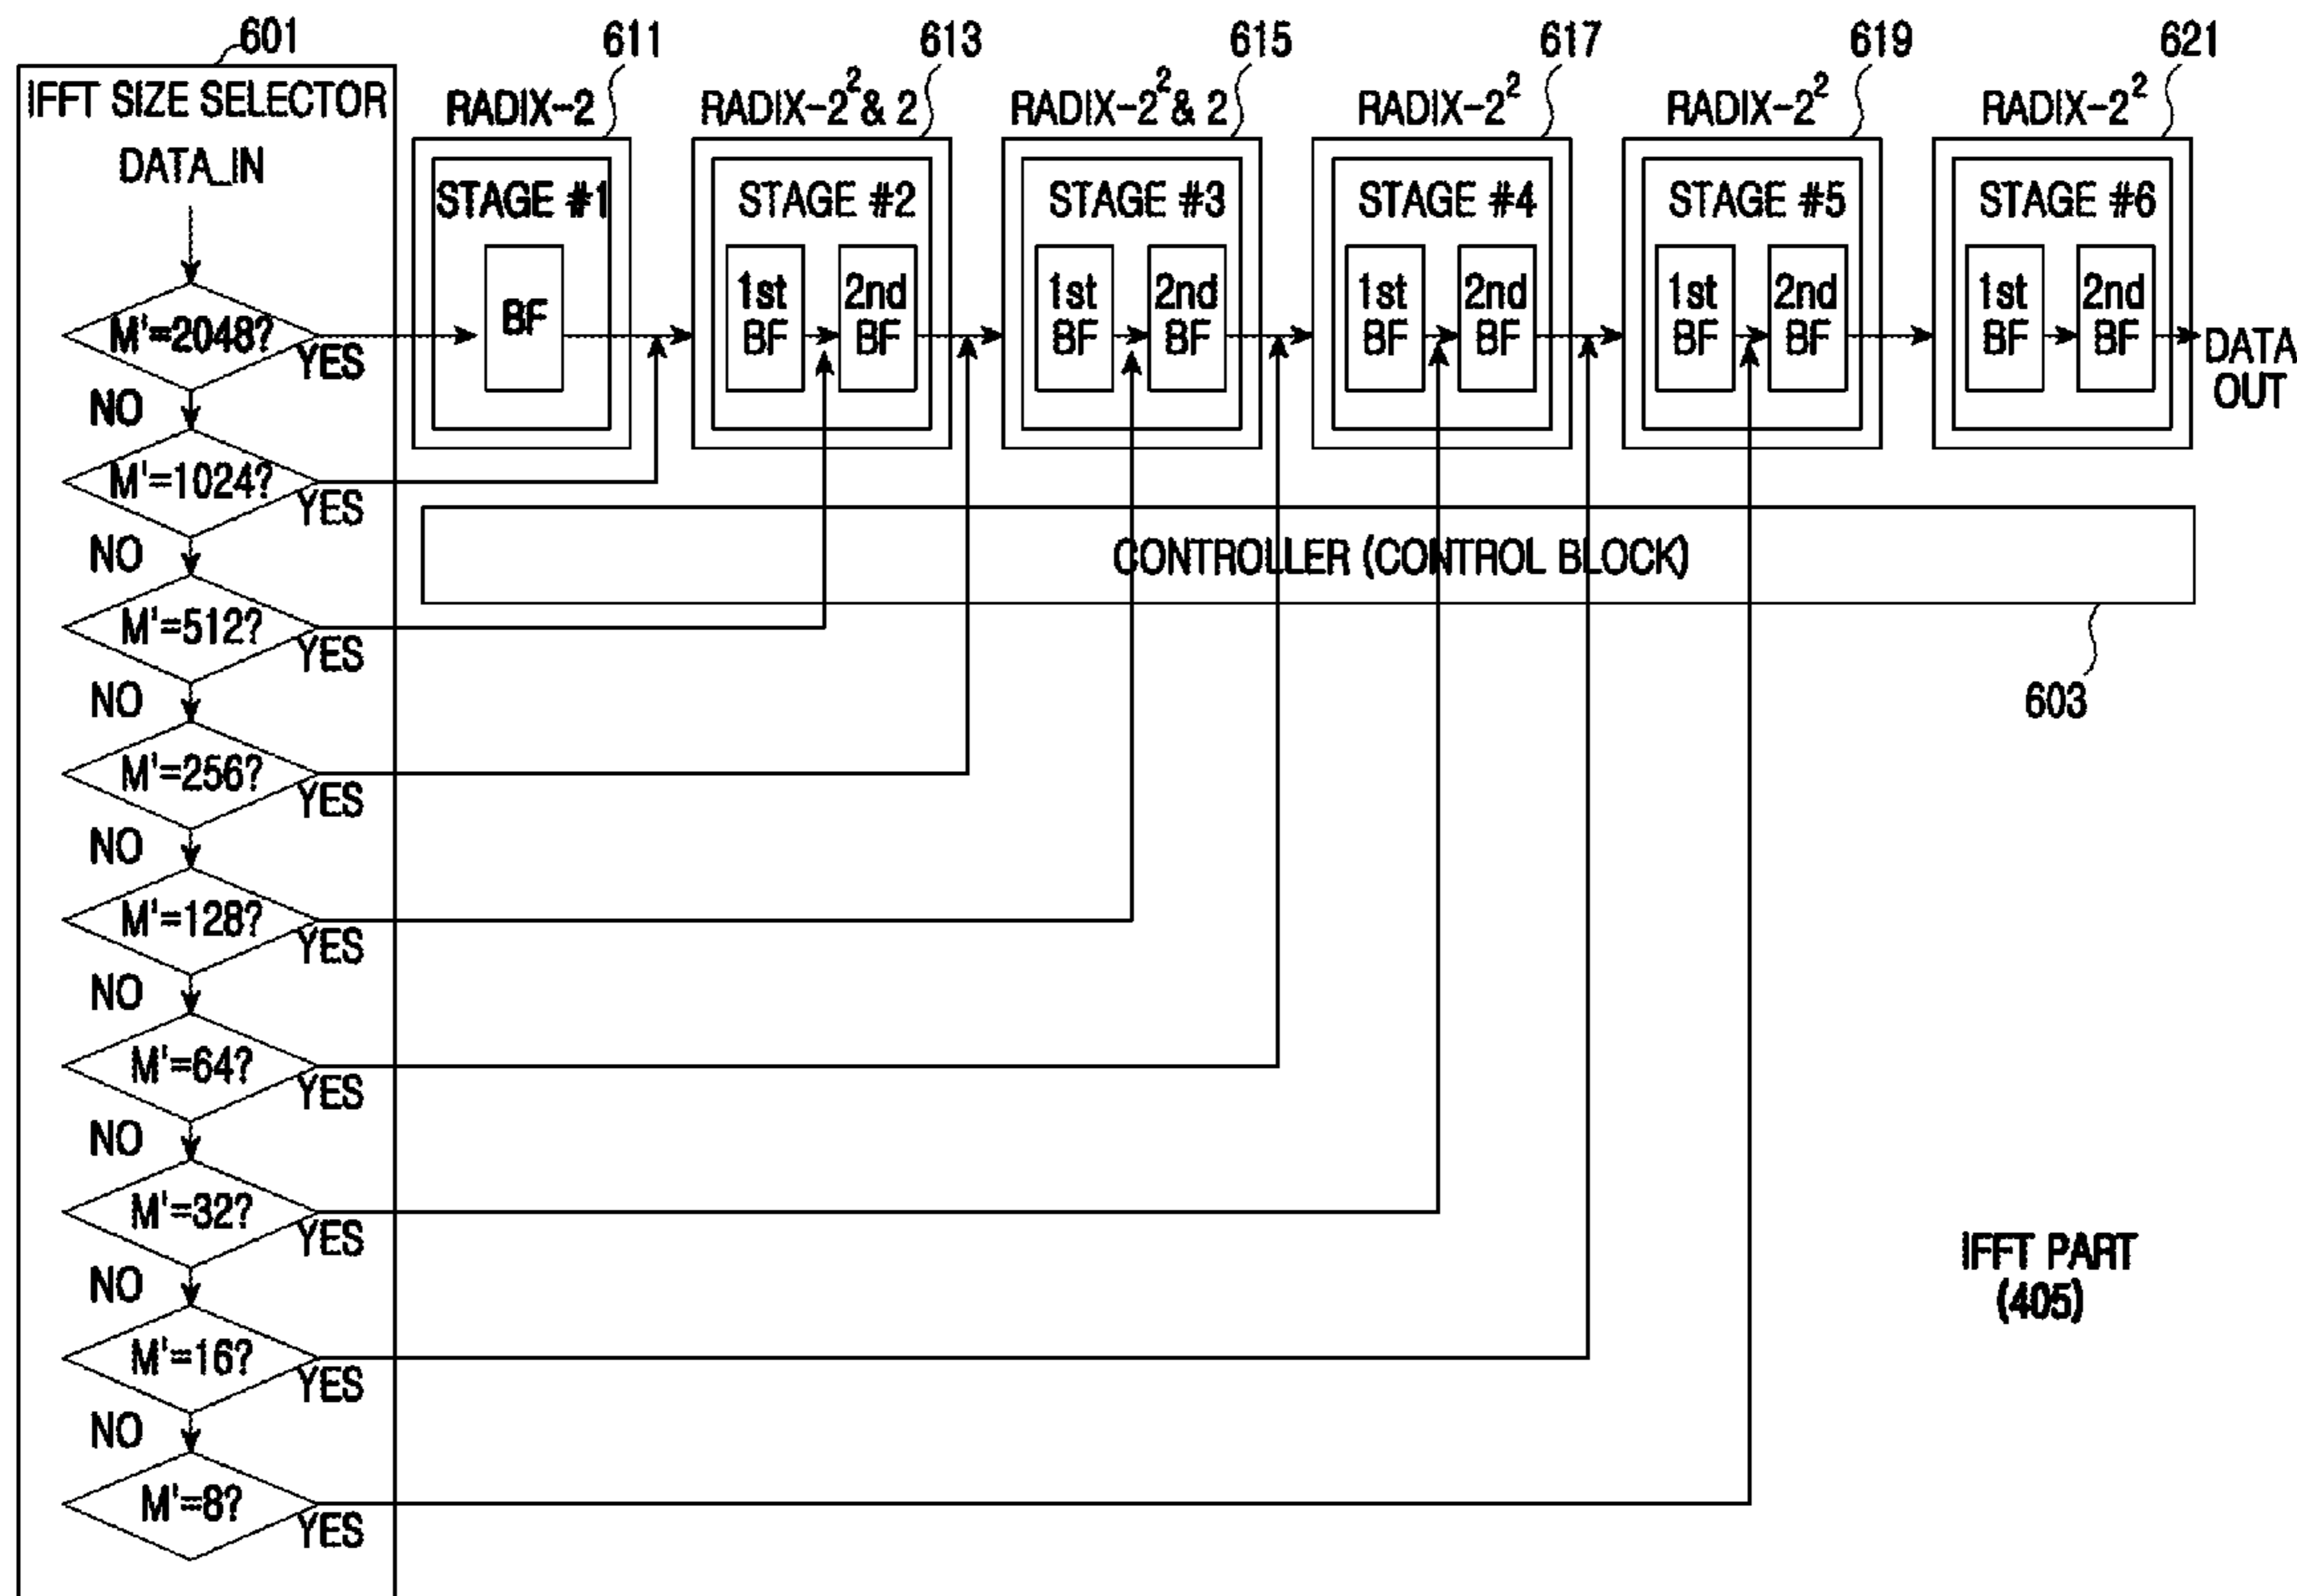 601
611
613
615
617
619
621
IFFT SIZE SELECTOR
RADIX-2
RADIX-2²& 2
RADIX-2²& 2
RADIX-2²
RADIX-2²
RADIX-2²
DATA_IN
STAGE #1
STAGE #2
STAGE #3
STAGE #4
STAGE #5
STAGE #6
BF
1st
BF
2nd
BF
1st
BF
2nd
BF
1st
BF
2nd
BF
1st
BF
2nd
BF
1st
BF
2nd
BF
DATA
OUT
M'=2048?
YES
NO
M'=1024?
YES
NO
CONTROLLER (CONTROL BLOCK)
603
M'=512?
YES
NO
M'=256?
YES
NO
M'=128?
YES
NO
M'=64?
YES
NO
M'=32?
YES
NO
M'=16?
YES
NO
M'=8?
YES
IFFT PART
(405)